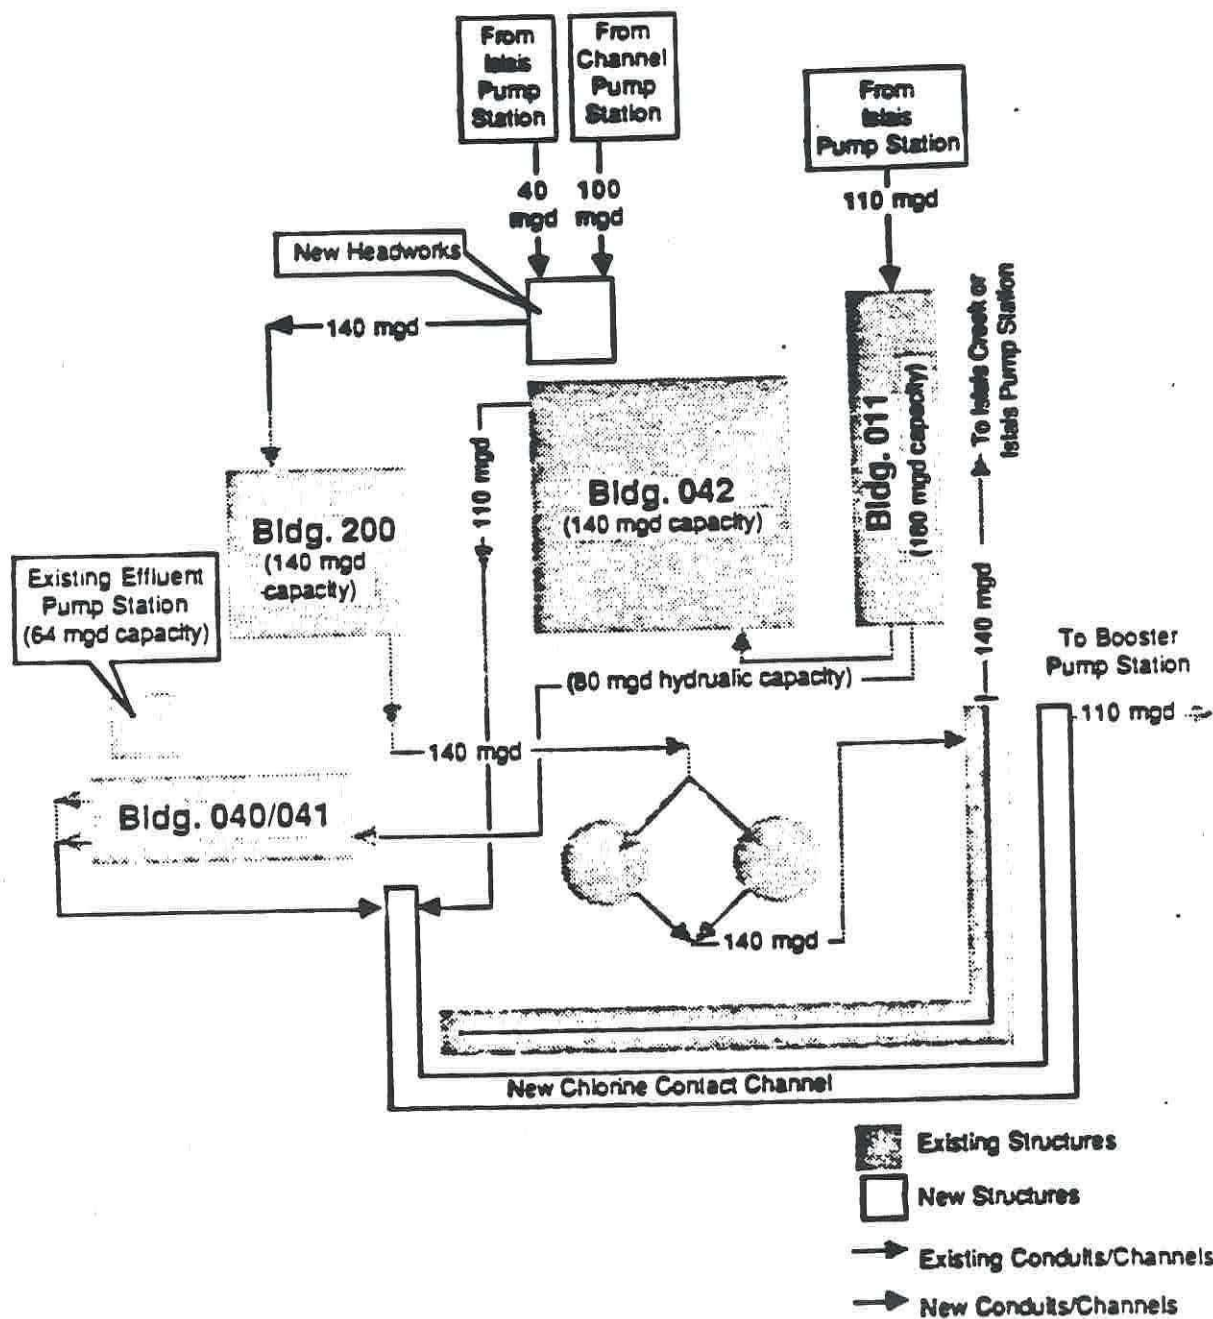 From
Islais
Pump
Station
From
Channel
Pump
Station
From
Islais
Pump Station
40
mgd
100
mgd
110 mgd
New Headworks
140 mgd
To Islais Creek or
Islais Pump Station
110 mgd
Bldg. 042
(140 mgd capacity)
Bldg. 011
(180 mgd capacity)
Bldg. 200
(140 mgd
capacity)
Existing Effluent
Pump Station
(64 mgd capacity)
140 mgd
To Booster
Pump Station
110 mgd
(80 mgd hydrualic capacity)
140 mgd
Bldg. 040/041
140 mgd
New Chlorine Contact Channel
Existing Structures
New Structures
Existing Conduits/Channels
New Conduits/Channels